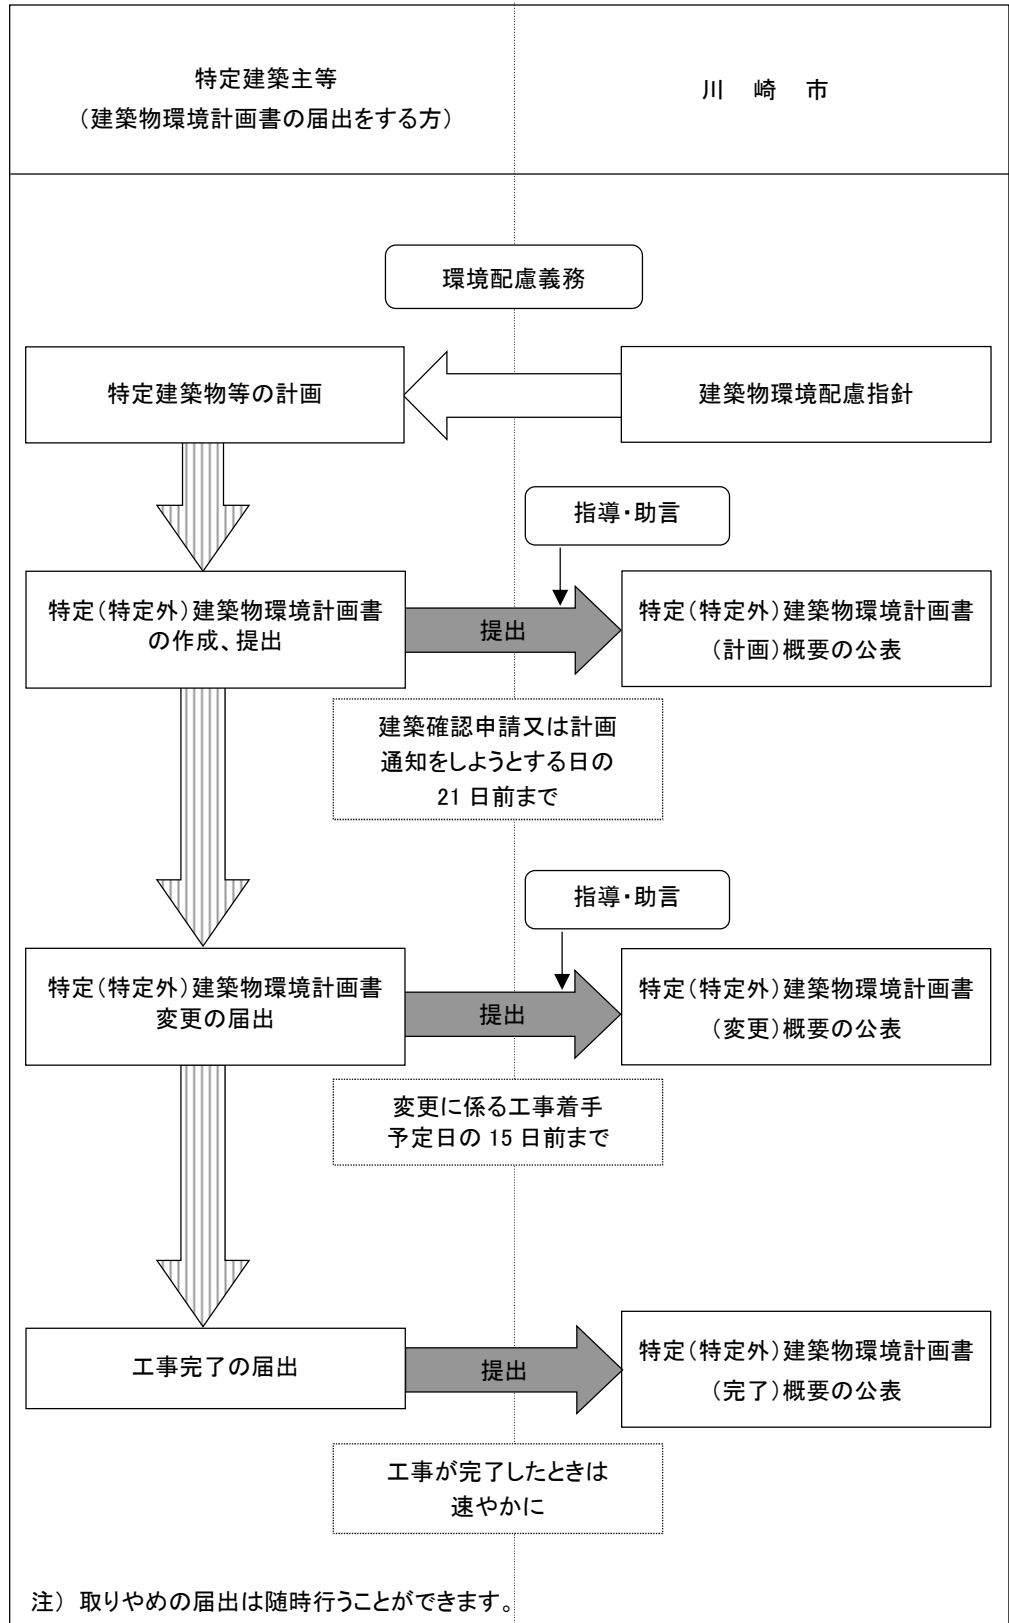 特定建築主等
（建築物環境計画書の届出をする方）
川　崎　市
環境配慮義務
特定建築物等の計画
建築物環境配慮指針
指導・助言
特定（特定外）建築物環境計画書
の作成、提出
提出
特定（特定外）建築物環境計画書
（計画）概要の公表
建築確認申請又は計画
通知をしようとする日の
21 日前まで
指導・助言
特定（特定外）建築物環境計画書
変更の届出
提出
特定（特定外）建築物環境計画書
（変更）概要の公表
変更に係る工事着手
予定日の 15 日前まで
工事完了の届出
提出
特定（特定外）建築物環境計画書
（完了）概要の公表
工事が完了したときは
速やかに
注） 取りやめの届出は随時行うことができます。